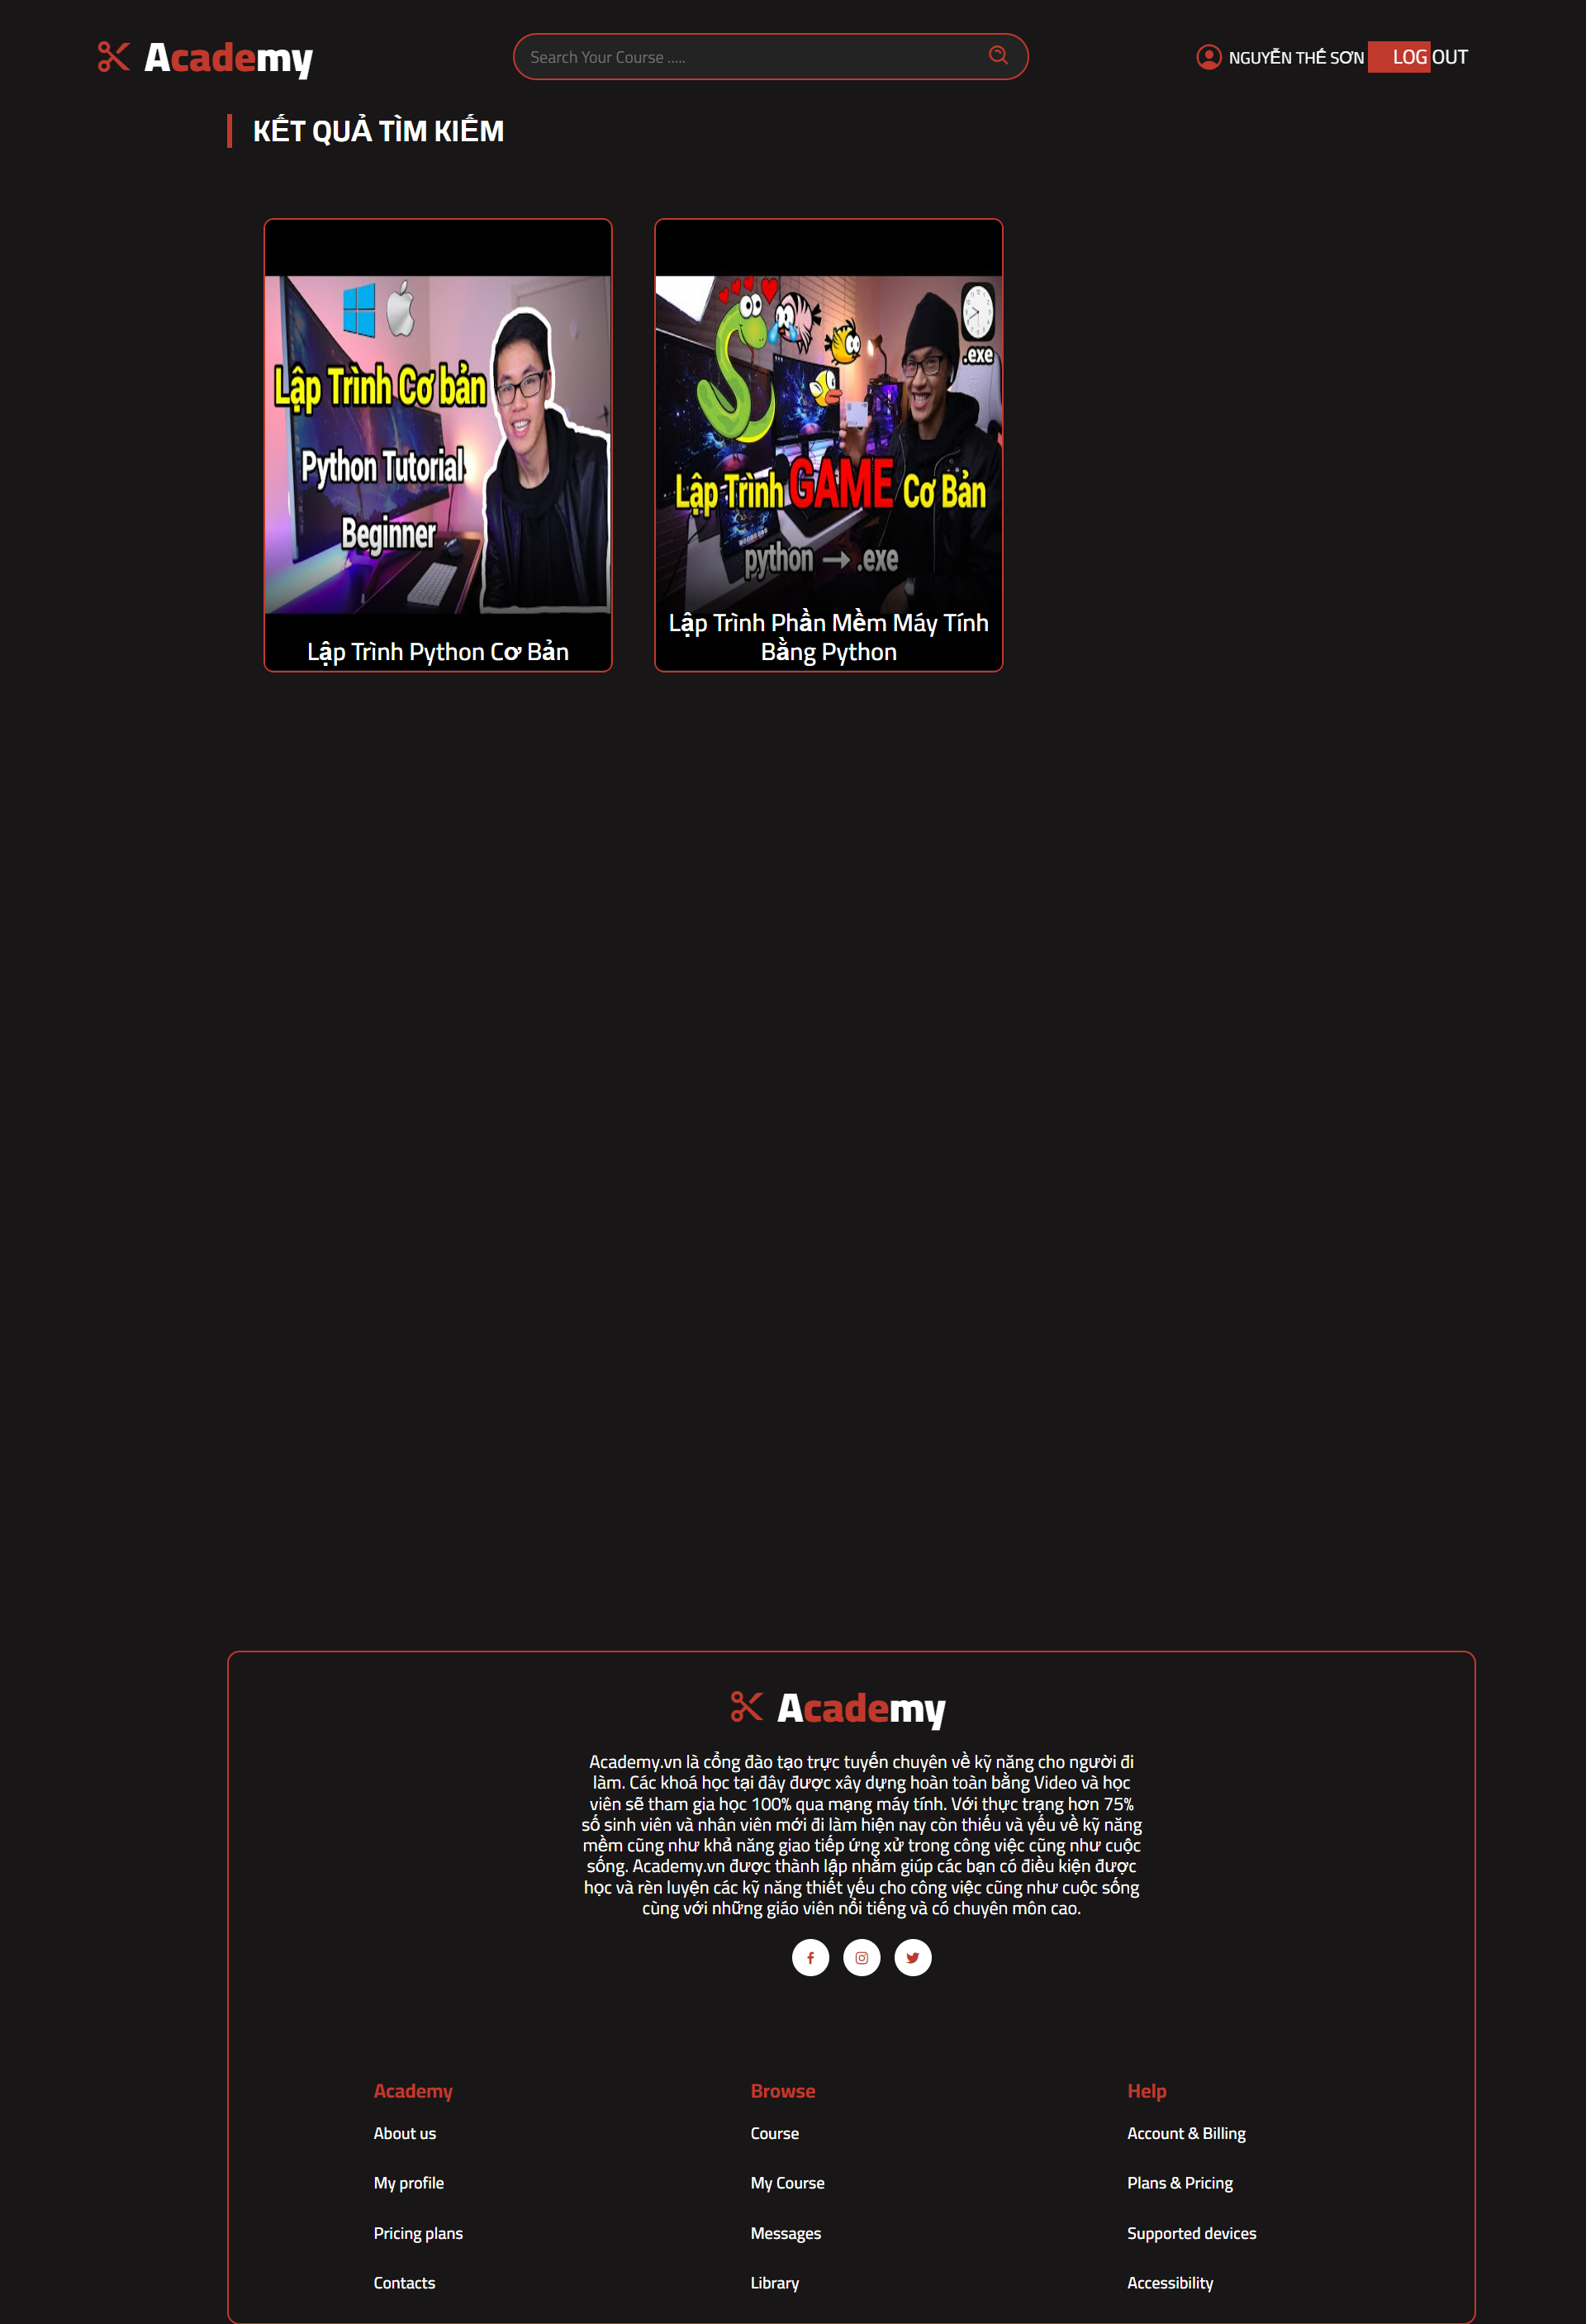 Academy
Search Your Course .....
NGUYỄN THẾ SƠN
LOG OUT
KẾT QUẢ TÌM KIẾM
Lập Trình Cơ bản
Python Tutorial
Beginner
Lập Trình Python Cơ Bản
.exe
Lập Trình GAME Cơ Bản
python → .exe
Lập Trình Phần Mềm Máy Tính
Bằng Python
Academy
Academy.vn là cổng đào tạo trực tuyến chuyên về kỹ năng cho người đi
làm. Các khoá học tại đây được xây dựng hoàn toàn bằng Video và học
viên sẽ tham gia học 100% qua mạng máy tính. Với thực trạng hơn 75%
số sinh viên và nhân viên mới đi làm hiện nay còn thiếu và yếu về kỹ năng
mềm cũng như khả năng giao tiếp ứng xử trong công việc cũng như cuộc
sống. Academy.vn được thành lập nhằm giúp các bạn có điều kiện được
học và rèn luyện các kỹ năng thiết yếu cho công việc cũng như cuộc sống
cùng với những giáo viên nổi tiếng và có chuyên môn cao.
Academy
About us
My profile
Pricing plans
Contacts
Browse
Course
My Course
Messages
Library
Help
Account & Billing
Plans & Pricing
Supported devices
Accessibility